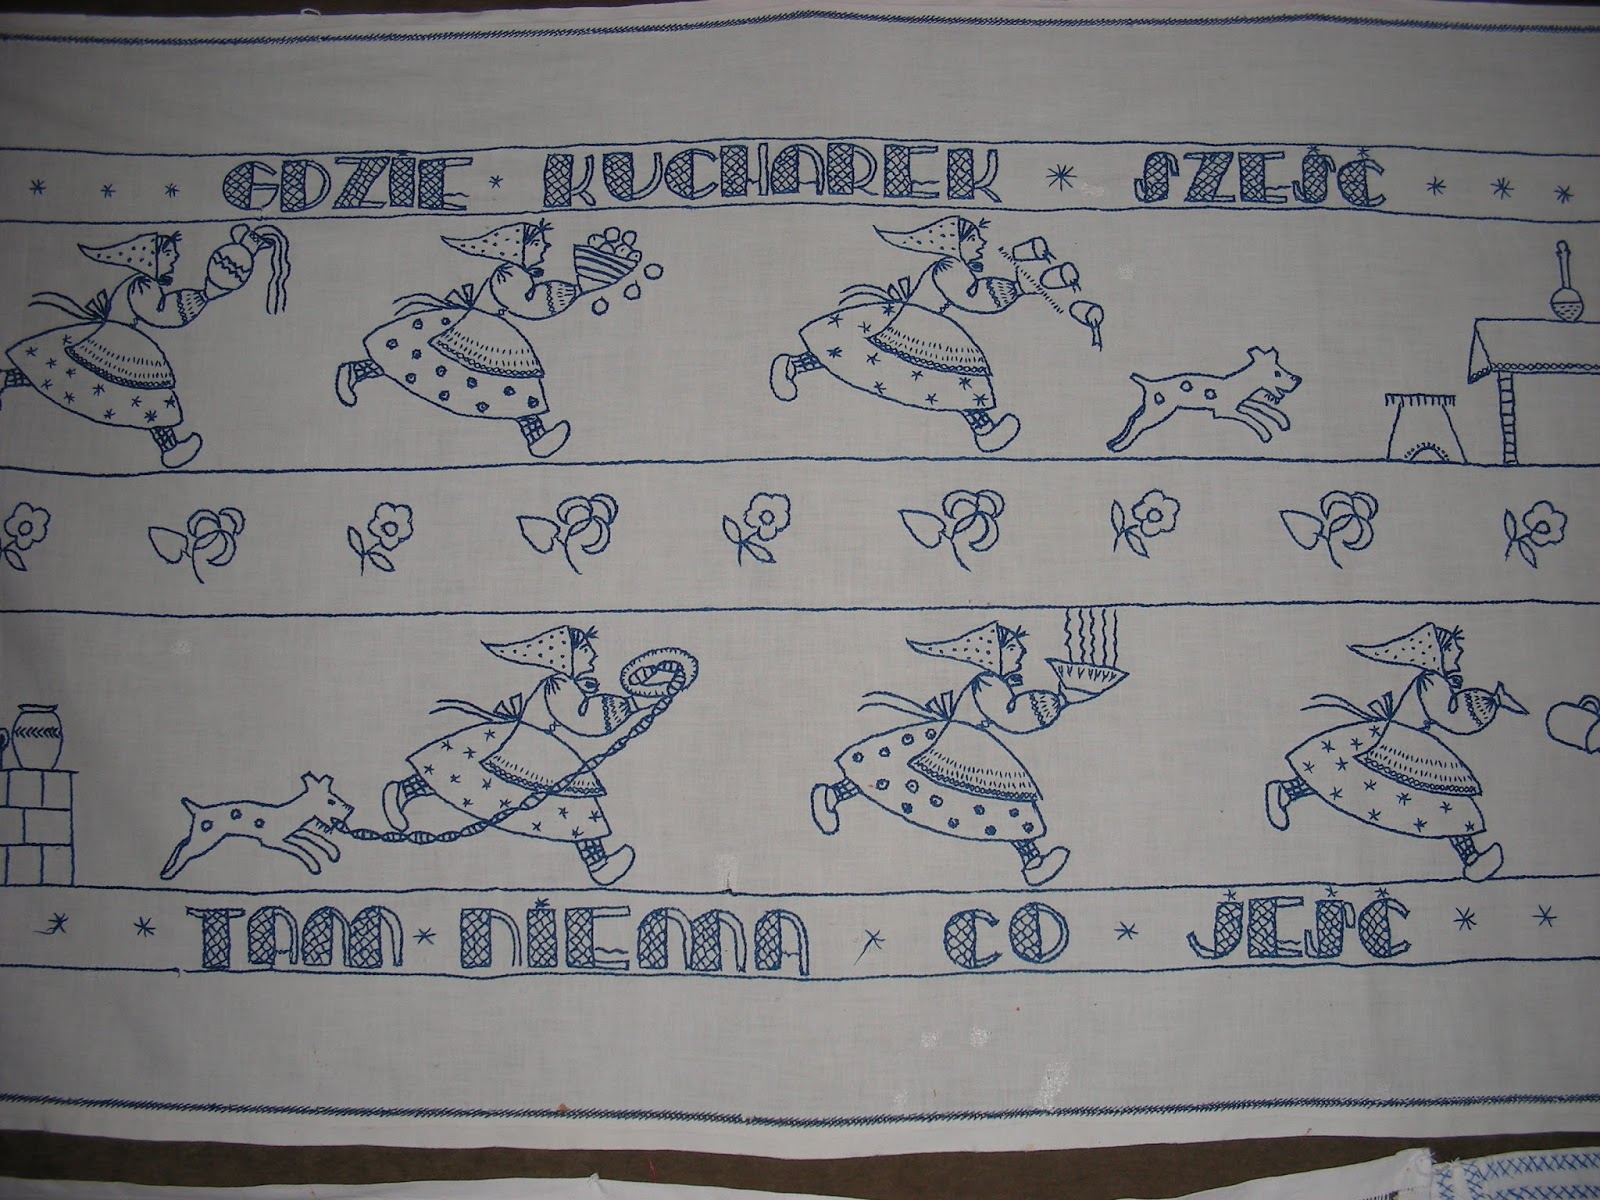 GDZIE KUCHAREK SZEŚĆ
TAM NIEMA CO JEŚĆ